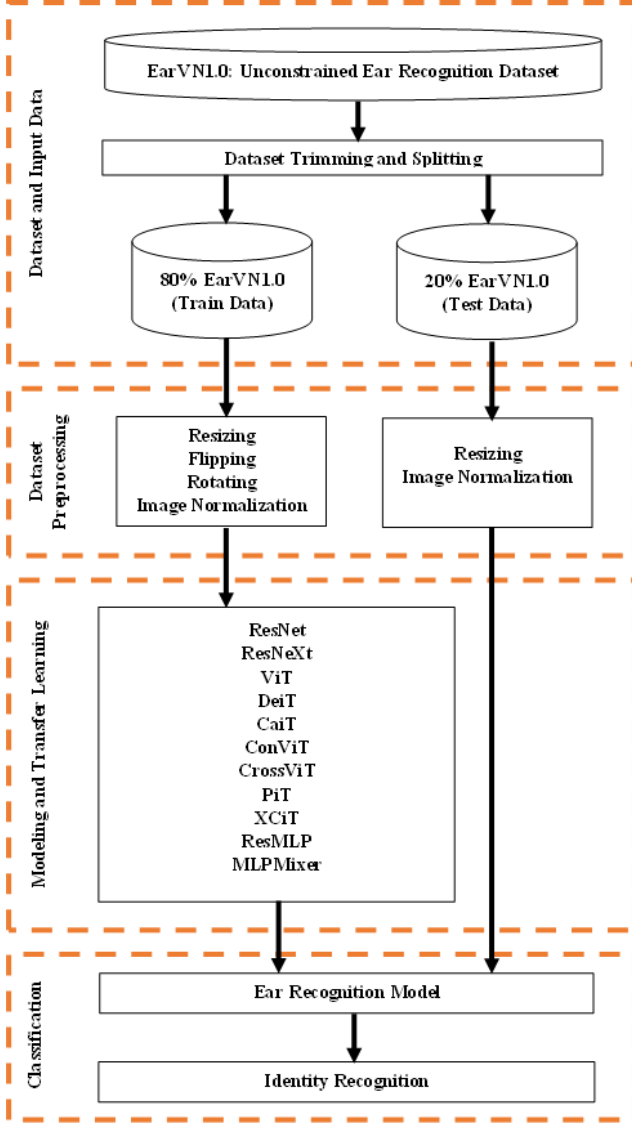 Dataset and Input Data
EarVN1.0: Unconstrained Ear Recognition Dataset
Dataset Trimming and Splitting
80% EarVN1.0
(Train Data)
20% EarVN1.0
(Test Data)
Dataset
Preprocessing
Resizing
Flipping
Rotating
Image Normalization
Resizing
Image Normalization
Modeling and Transfer Learning
ResNet
ResNeXt
ViT
DeiT
CaiT
ConViT
CrossViT
PiT
XCiT
ResMLP
MLPMixer
Classification
Ear Recognition Model
Identity Recognition